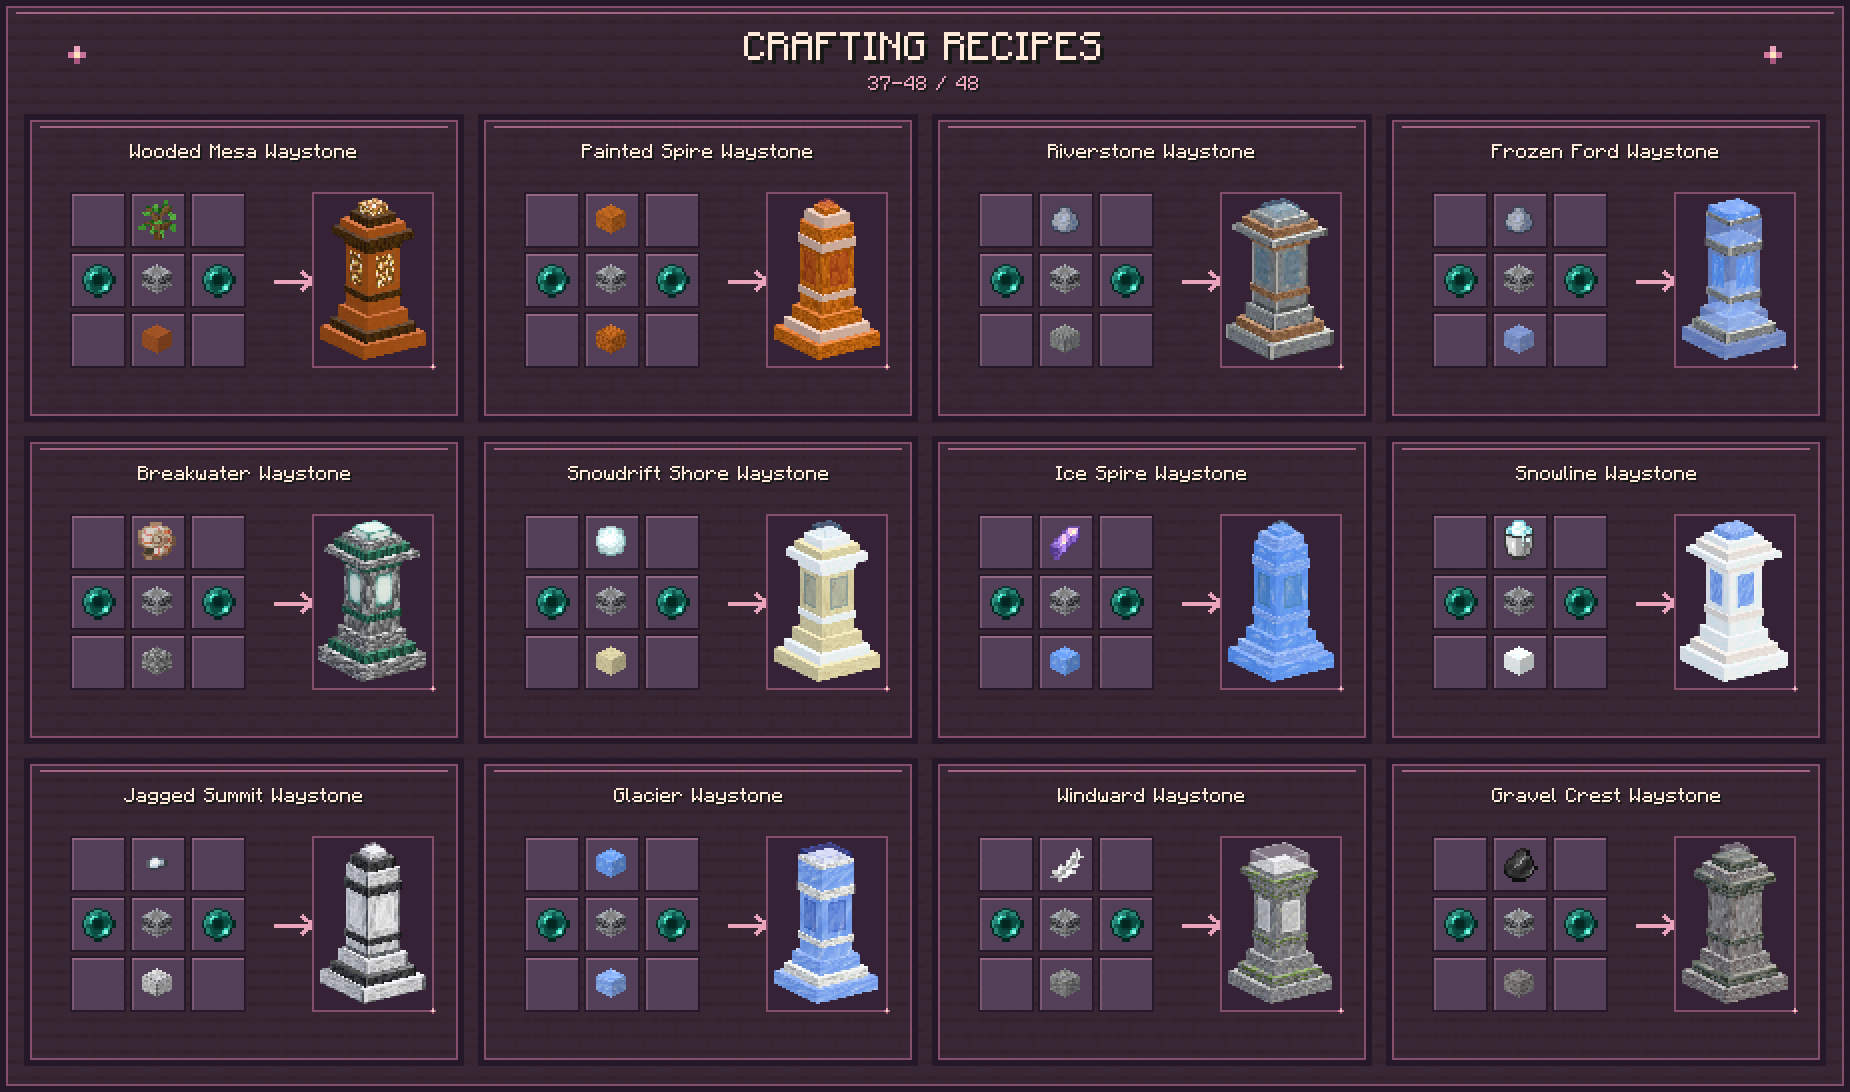 CRAFTING RECIPES
37-48 / 48
Wooded Mesa Waystone
Painted Spire Waystone
Riverstone Waystone
Frozen Ford Waystone
Breakwater Waystone
Snowdrift Shore Waystone
Ice Spire Waystone
Snowline Waystone
Jagged Summit Waystone
Glacier Waystone
Windward Waystone
Gravel Crest Waystone